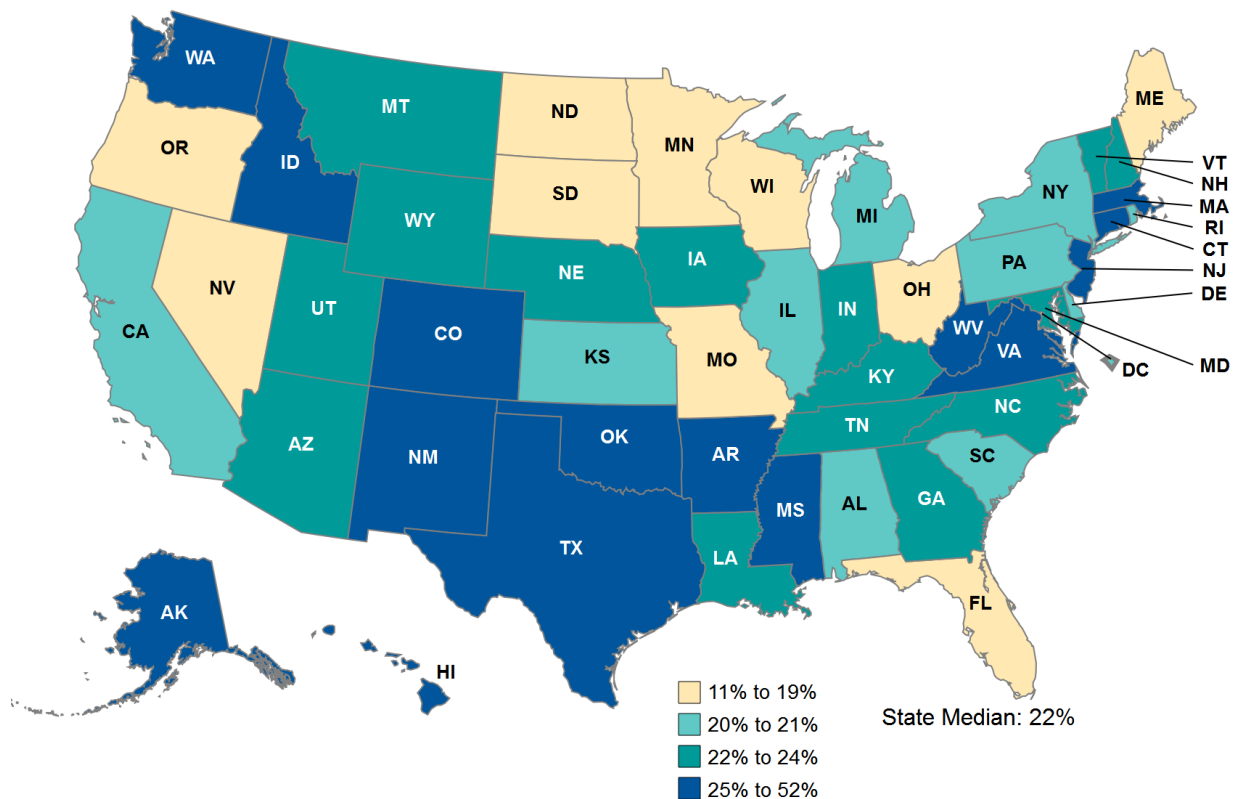 WA
MT
ND
MN
ME
OR
ID
SD
WI
MI
NY
VT
NH
MA
RI
CT
NJ
DE
MD
DC
WY
NE
IA
PA
NV
UT
CO
KS
IL
IN
OH
WV
VA
CA
MO
KY
NC
AZ
NM
OK
AR
TN
SC
TX
LA
MS
AL
GA
FL
AK
HI
11% to 19%
20% to 21%
22% to 24%
25% to 52%
State Median: 22%